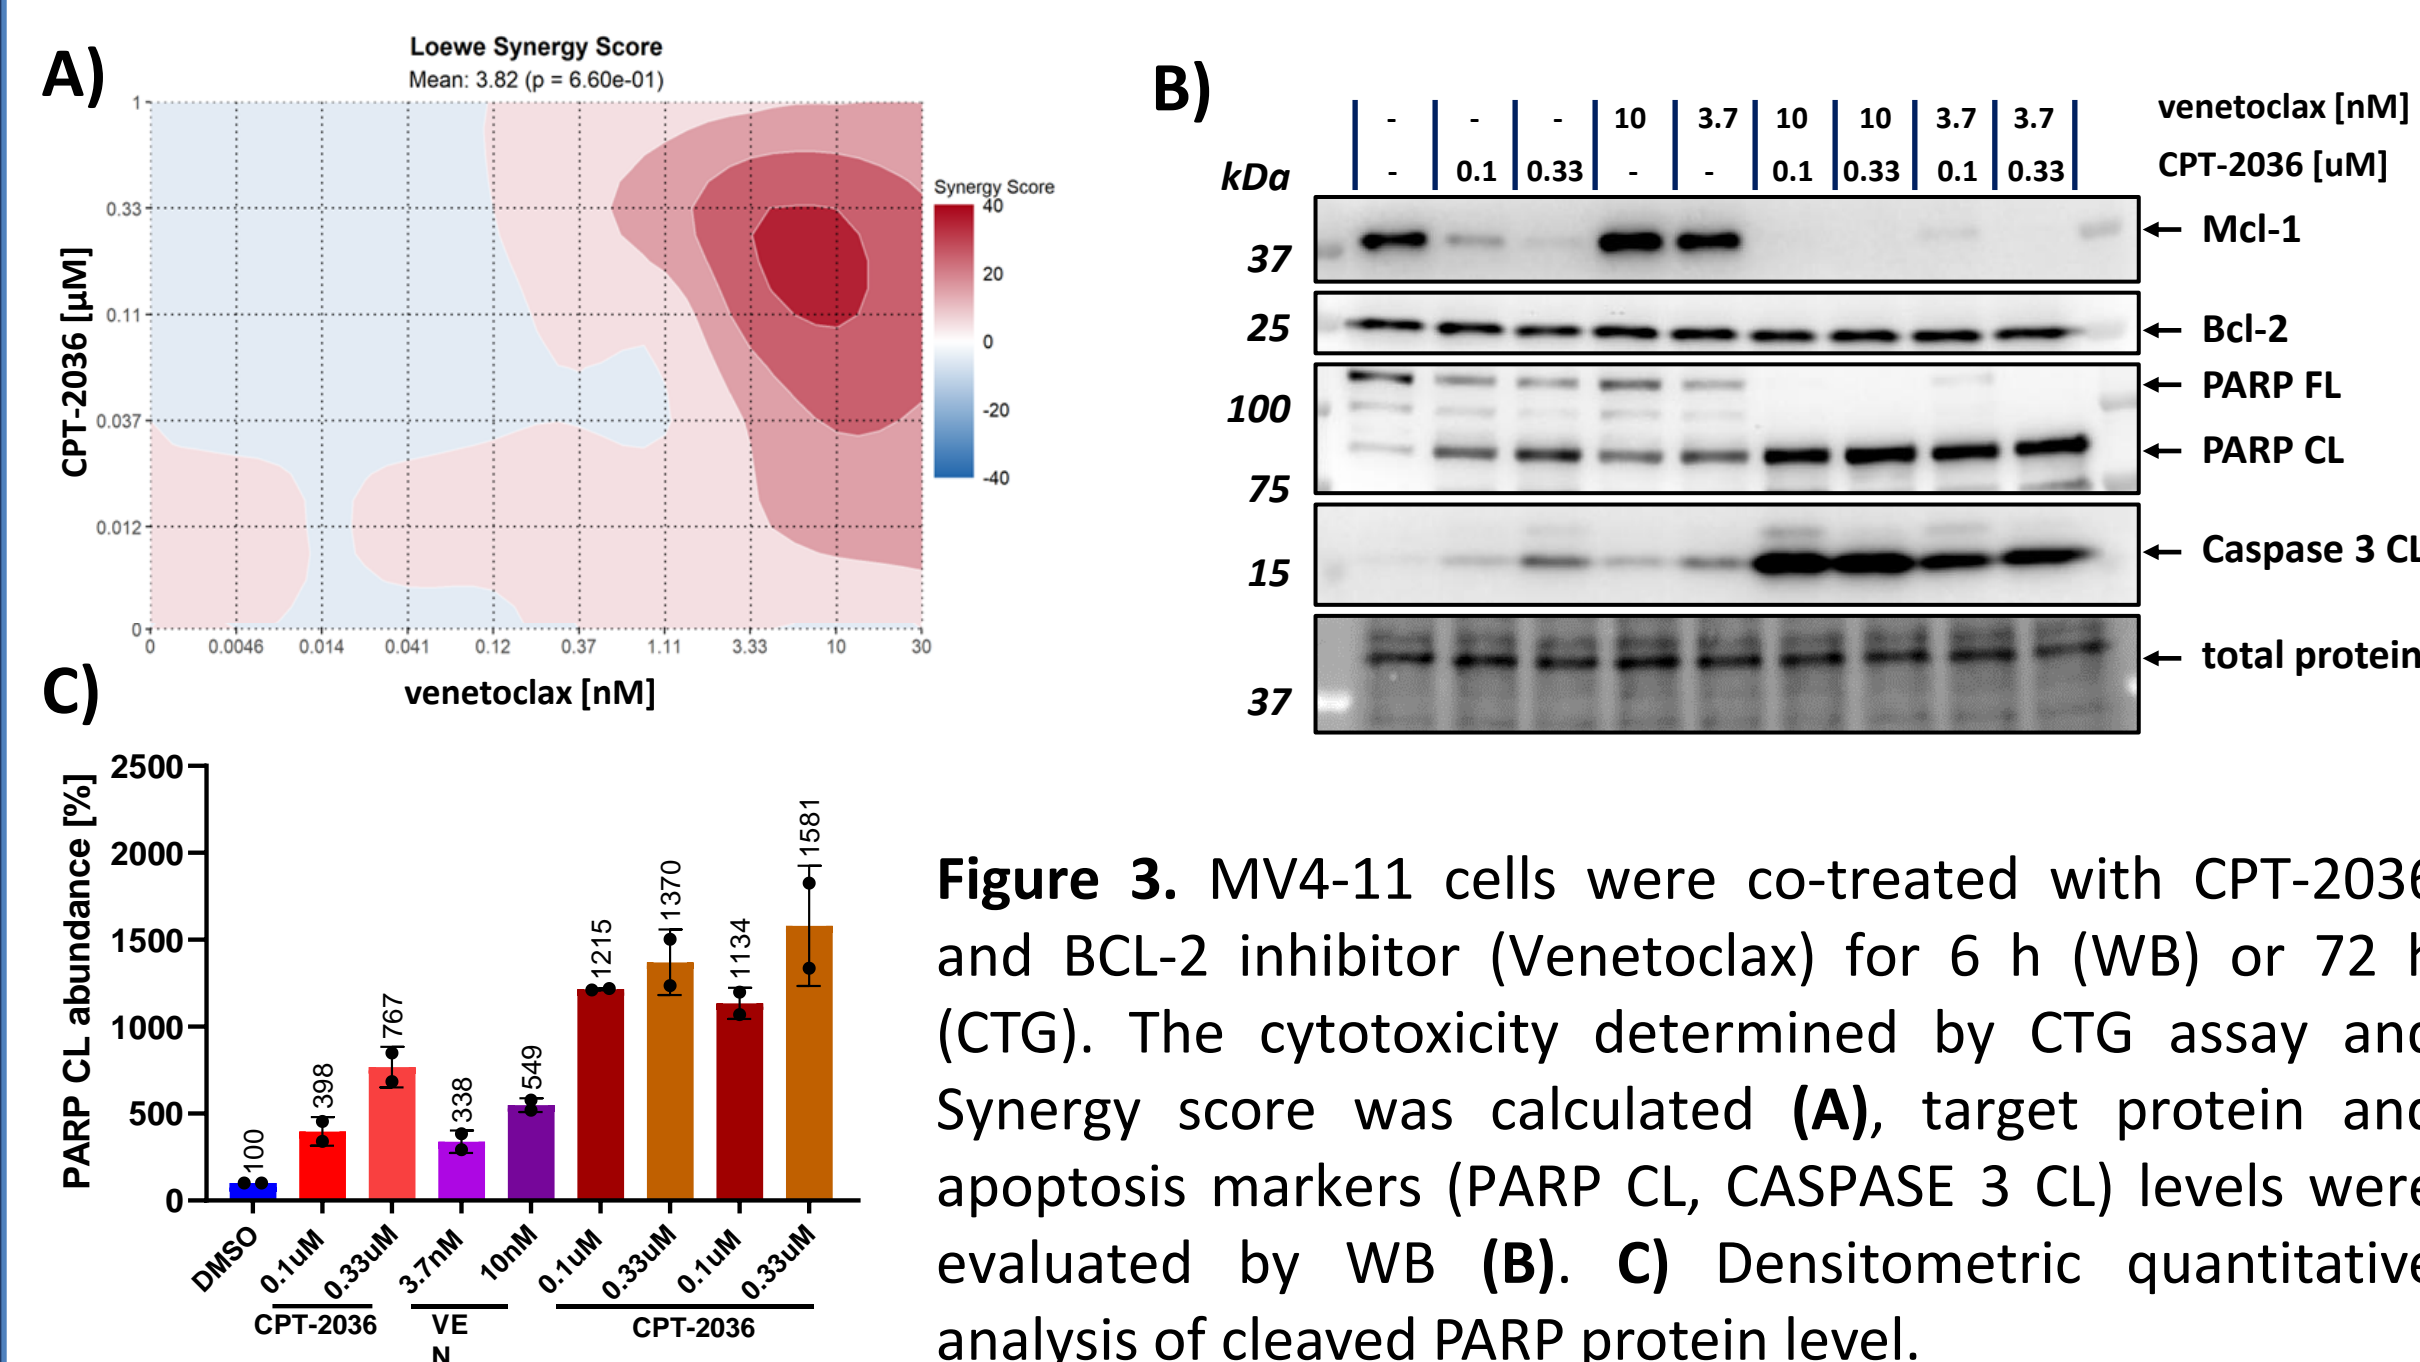 A)
Loewe Synergy Score
Mean: 3.82 (p = 6.60e-01)
1
0.33
0.11
0.037
0.012
0
CPT-2036 [µM]
0 0.0046 0.014 0.041 0.12 0.37 1.11 3.33 10 30
venetoclax [nM]
Synergy Score
40
20
0
-20
-40
B)
- - - 10 3.7 10 10 3.7 3.7 venetoclax [nM]
- 0.1 0.33 - - 0.1 0.33 0.1 0.33 CPT-2036 [uM]
kDa
37 Mcl-1
25 Bcl-2
PARP FL
100
PARP CL
75
Caspase 3 CL
15
total protein
37
C)
PARP CL abundance [%]
2500
2000
1500
1000
500
0
100 398 767 338 549 1215 1370 1134 1581
DMSO 0.1uM 0.33uM 3.7nM 10nM 0.1uM 0.33uM 0.1uM 0.33uM
CPT-2036 VE CPT-2036
N
Figure 3. MV4-11 cells were co-treated with CPT-2036
and BCL-2 inhibitor (Venetoclax) for 6 h (WB) or 72 h
(CTG). The cytotoxicity determined by CTG assay and
Synergy score was calculated (A), target protein and
apoptosis markers (PARP CL, CASPASE 3 CL) levels were
evaluated by WB (B). C) Densitometric quantitative
analysis of cleaved PARP protein level.